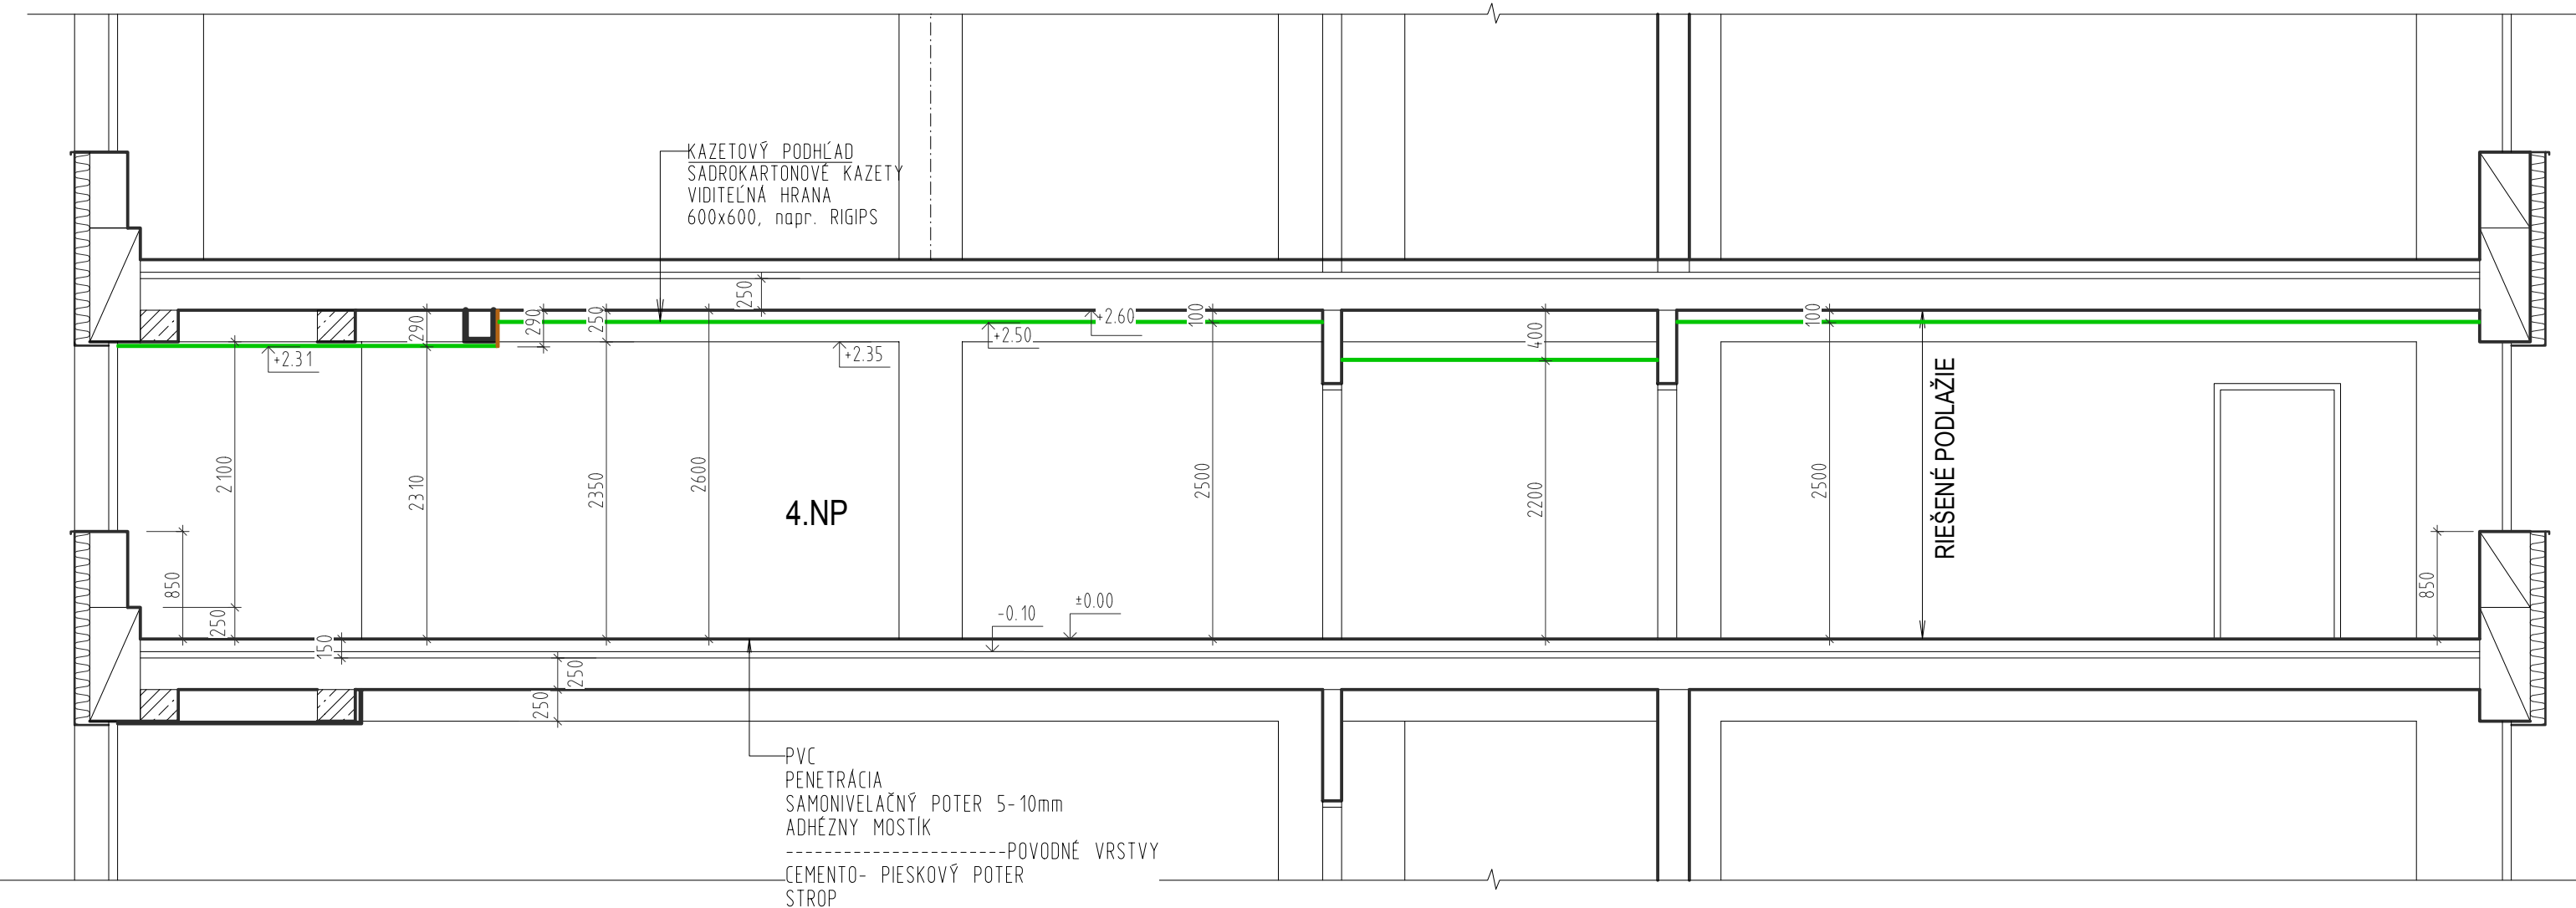 KAZETOVÝ PODHĽAD
SADROKARTONOVÉ KAZETY
VIDITEĽNÁ HRANA
600x600, napr. RIGIPS
250
290
290
250
+2.60
100
400
100
+2.31
+2.35
+2.50
2100
2310
2350
2600
2500
2200
2500
4.NP
RIEŠENÉ PODLAŽIE
850
250
-0.10
±0.00
850
150
250
250
PVC
PENETRÁCIA
SAMONIVELAČNÝ POTER 5-10mm
ADHÉZNY MOSTÍK
-----------------------POVODNÉ VRSTVY
CEMENTO- PIESKOVÝ POTER
STROP